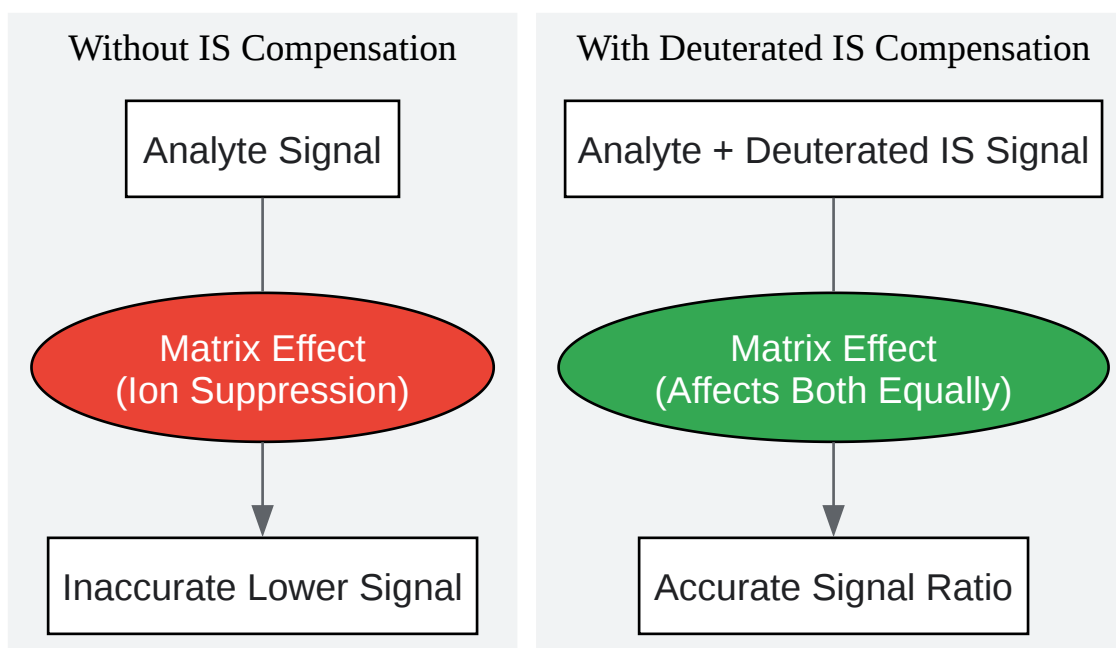 Without IS Compensation
Analyte Signal
Matrix Effect
(Ion Suppression)
Inaccurate Lower Signal
With Deuterated IS Compensation
Analyte + Deuterated IS Signal
Matrix Effect
(Affects Both Equally)
Accurate Signal Ratio